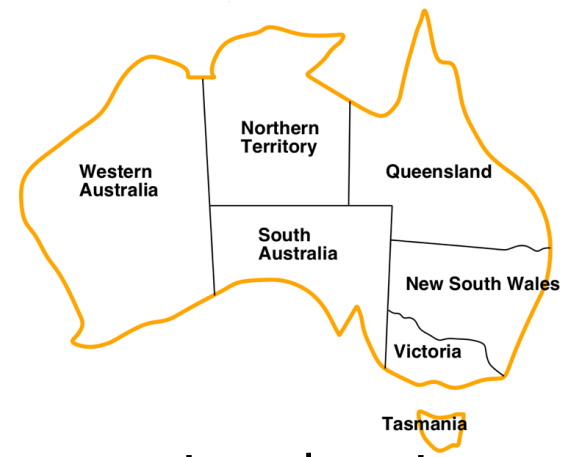 Northern
Territory
Western
Australia
Queensland
South
Australia
New South Wales
Victoria
Tasmania